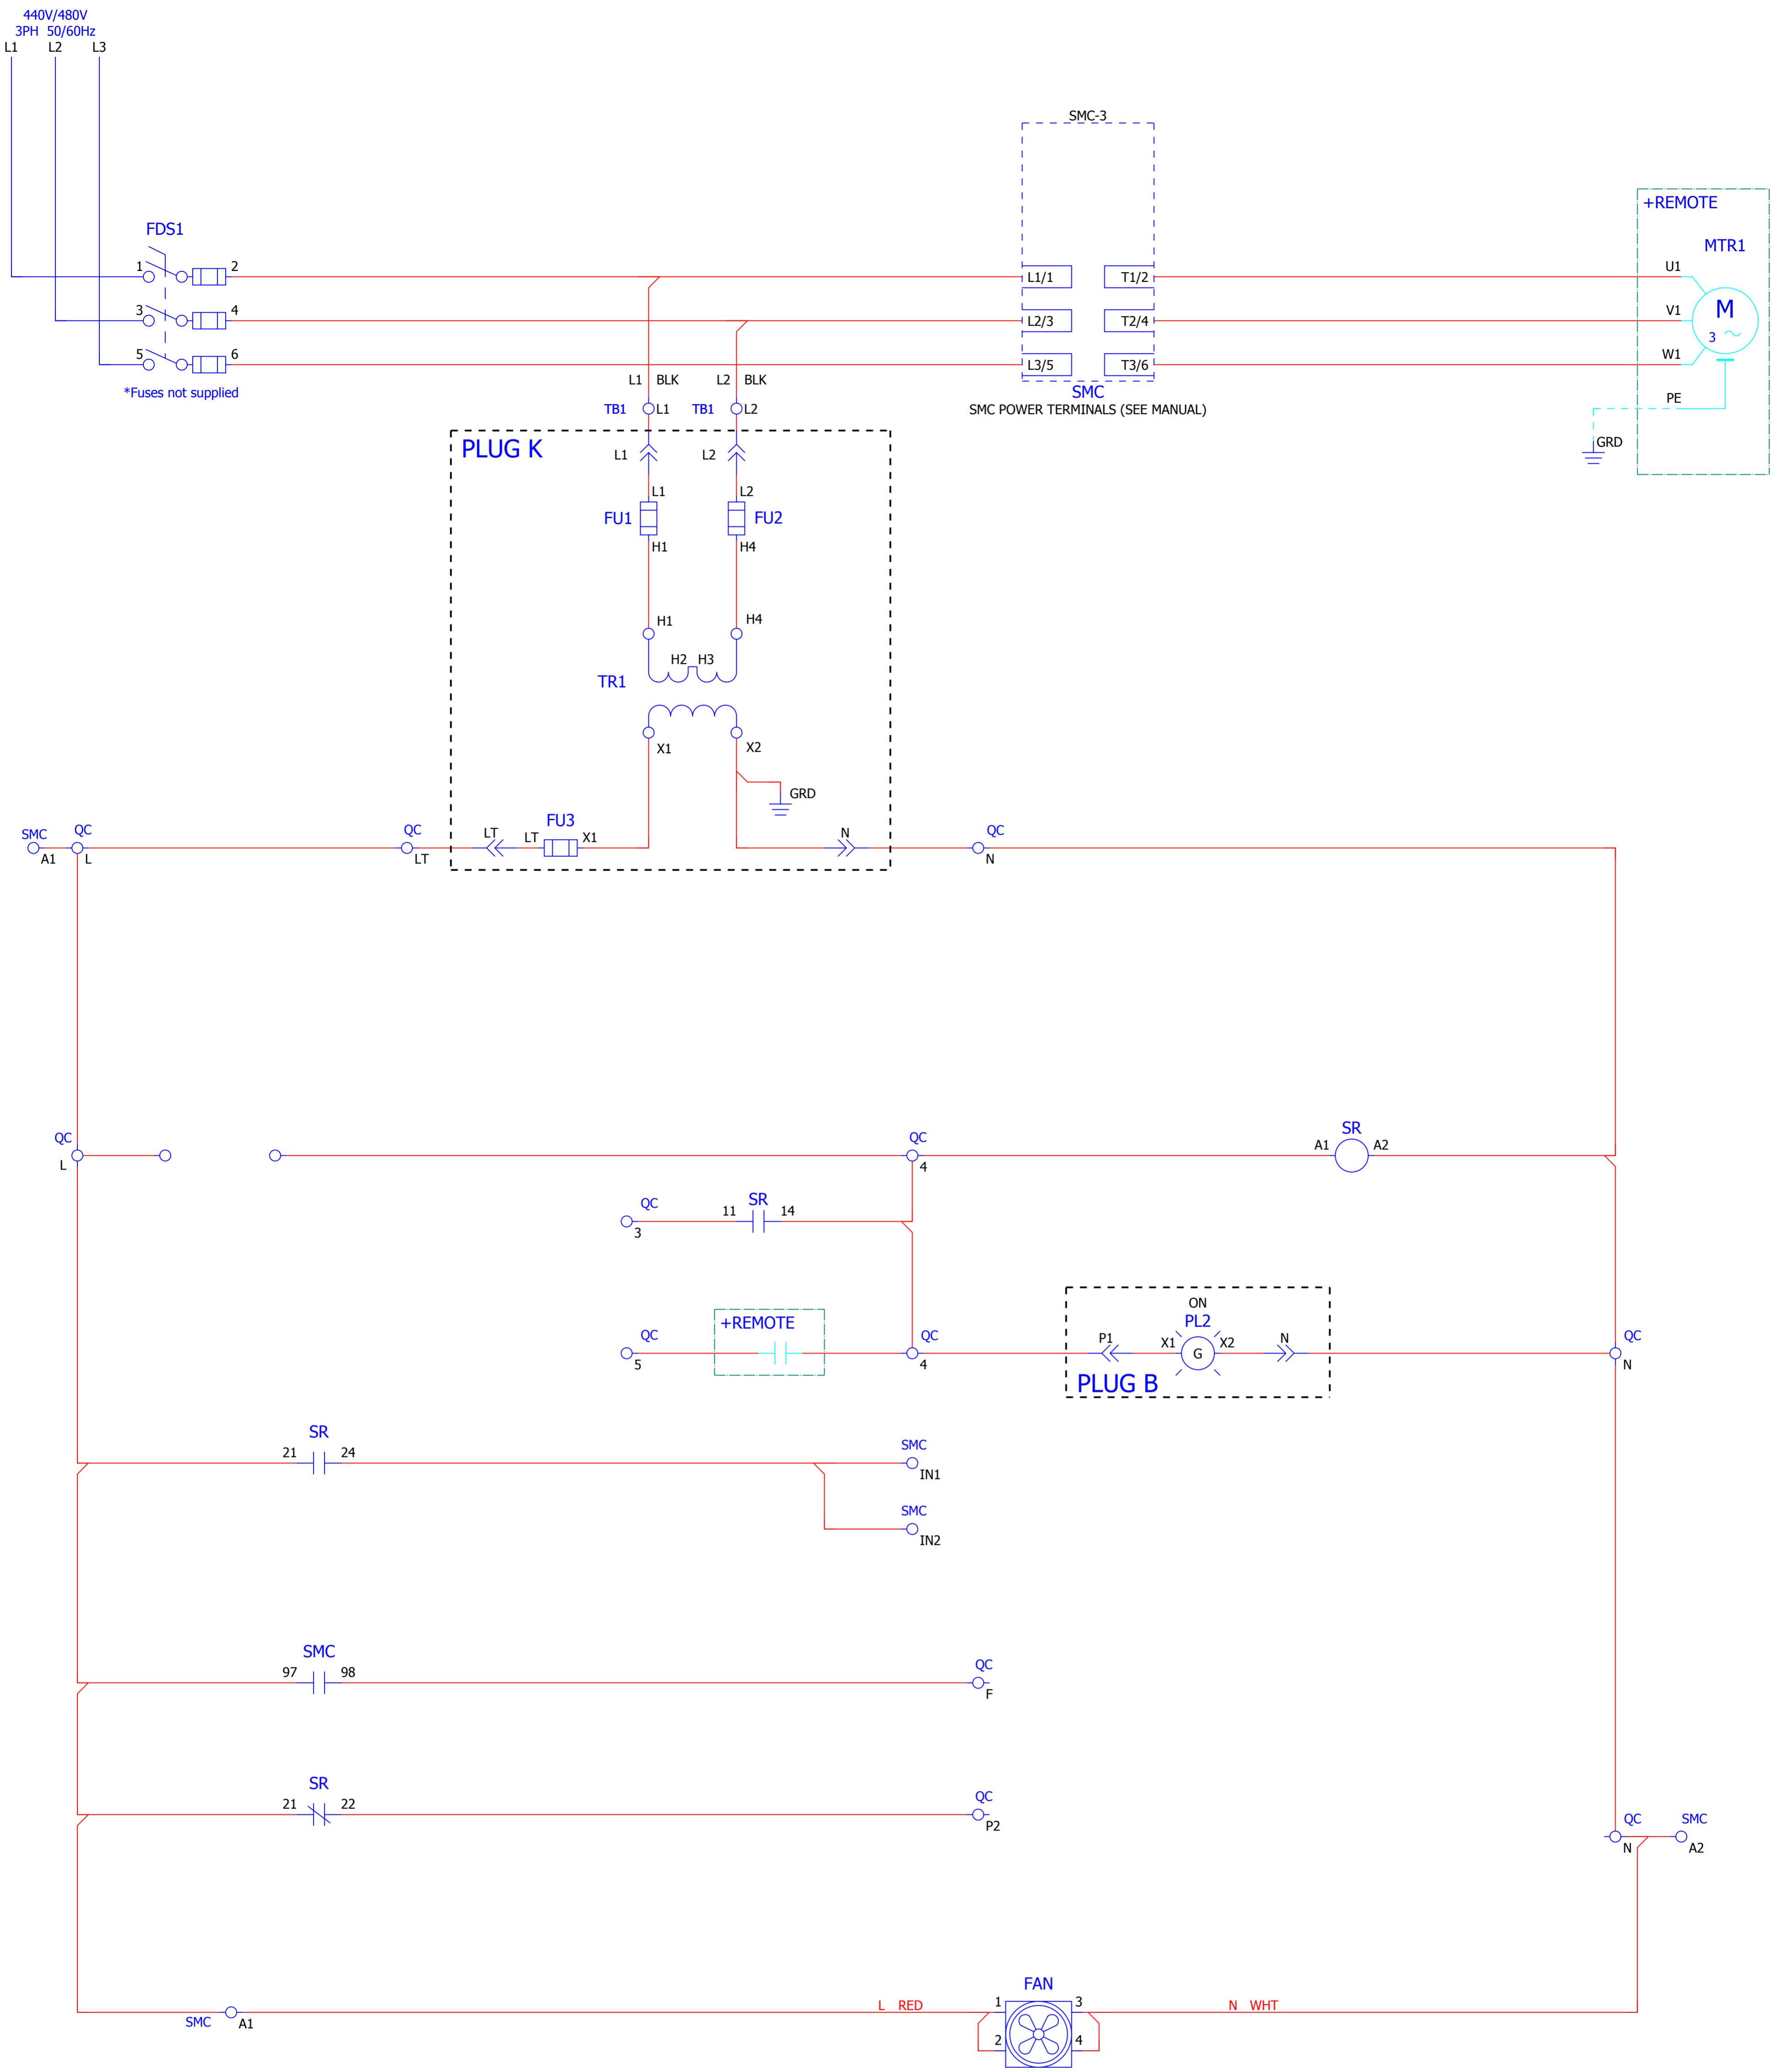 440V/480V
3PH 50/60Hz
L1 L2 L3
SMC-3
+REMOTE
FDS1
MTR1
1 2 L1/1 T1/2 U1
3 4 L2/3 T2/4 V1 M
3
5 6 L3/5 T3/6 W1
*Fuses not supplied
L1 BLK L2 BLK
SMC
SMC POWER TERMINALS (SEE MANUAL)
PE
TB1 L1 TB1 L2
GRD
PLUG K
L1 L2
L1 L2
FU1 FU2
H1 H4
H1 H4
H2 H3
TR1
X1 X2
GRD
FU3
SMC QC QC LT LT X1 N QC
A1 L LT N
QC QC SR
A1 A2
L 4
QC SR
11 14
3
+REMOTE
ON
PL2
QC QC P1 X1 X2 N QC
G
5 4 N
PLUG B
SR
21 24 SMC
IN1
SMC
IN2
SMC
97 98 QC
F
SR
21 22 QC
P2
QC SMC
N A2
FAN
L RED 1 3 N WHT
SMC A1
2 4